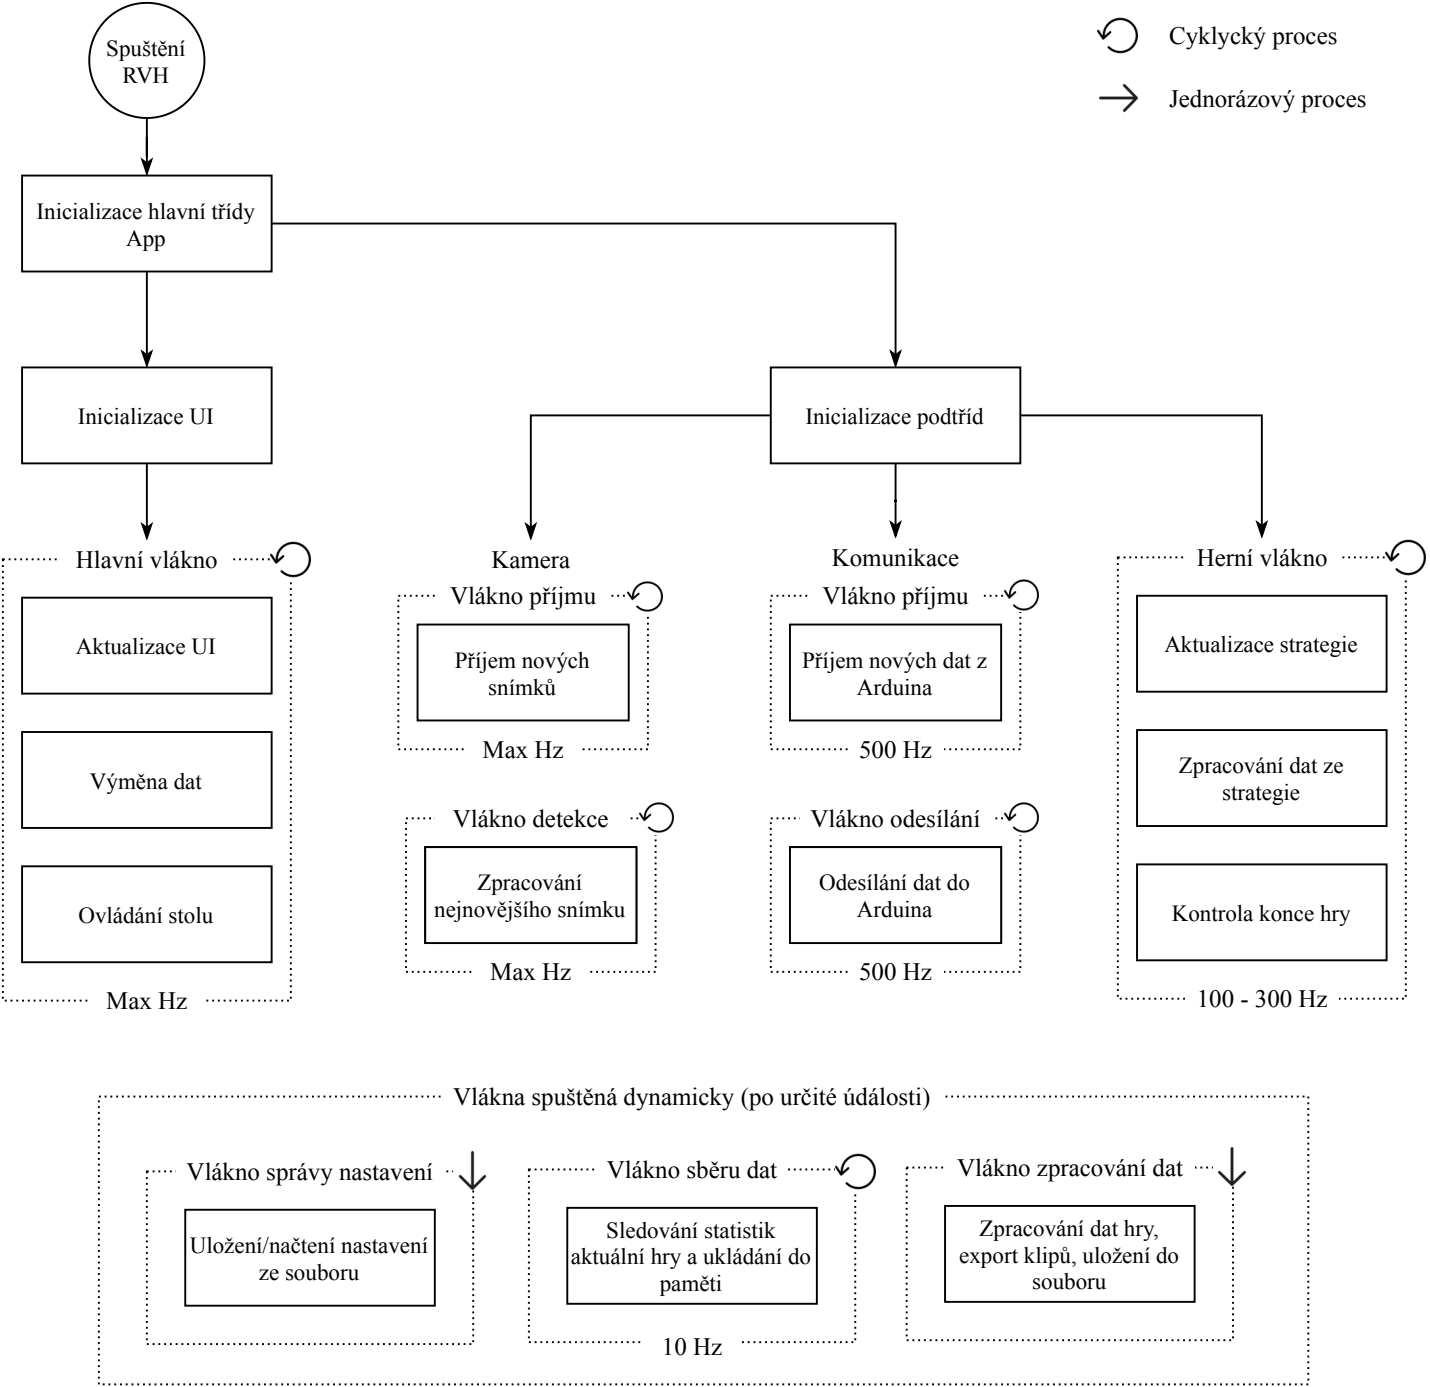 Spuštění
RVH
Cyklycký proces
Jednorázový proces
Inicializace hlavní třídy
App
Inicializace UI
Inicializace podtříd
Hlavní vlákno
Aktualizace UI
Výměna dat
Ovládání stolu
Max Hz
Kamera
Vlákno příjmu
Příjem nových
snímků
Max Hz
Vlákno detekce
Zpracování
nejnovějšího snímku
Max Hz
Komunikace
Vlákno příjmu
Příjem nových dat z
Arduina
500 Hz
Vlákno odesílání
Odesílání dat do
Arduina
500 Hz
Herní vlákno
Aktualizace strategie
Zpracování dat ze
strategie
Kontrola konce hry
100 - 300 Hz
Vlákna spuštěná dynamicky (po určité údálosti)
Vlákno správy nastavení
Uložení/načtení nastavení
ze souboru
Vlákno sběru dat
Sledování statistik
aktuální hry a ukládání do
paměti
10 Hz
Vlákno zpracování dat
Zpracování dat hry,
export klipů, uložení do
souboru